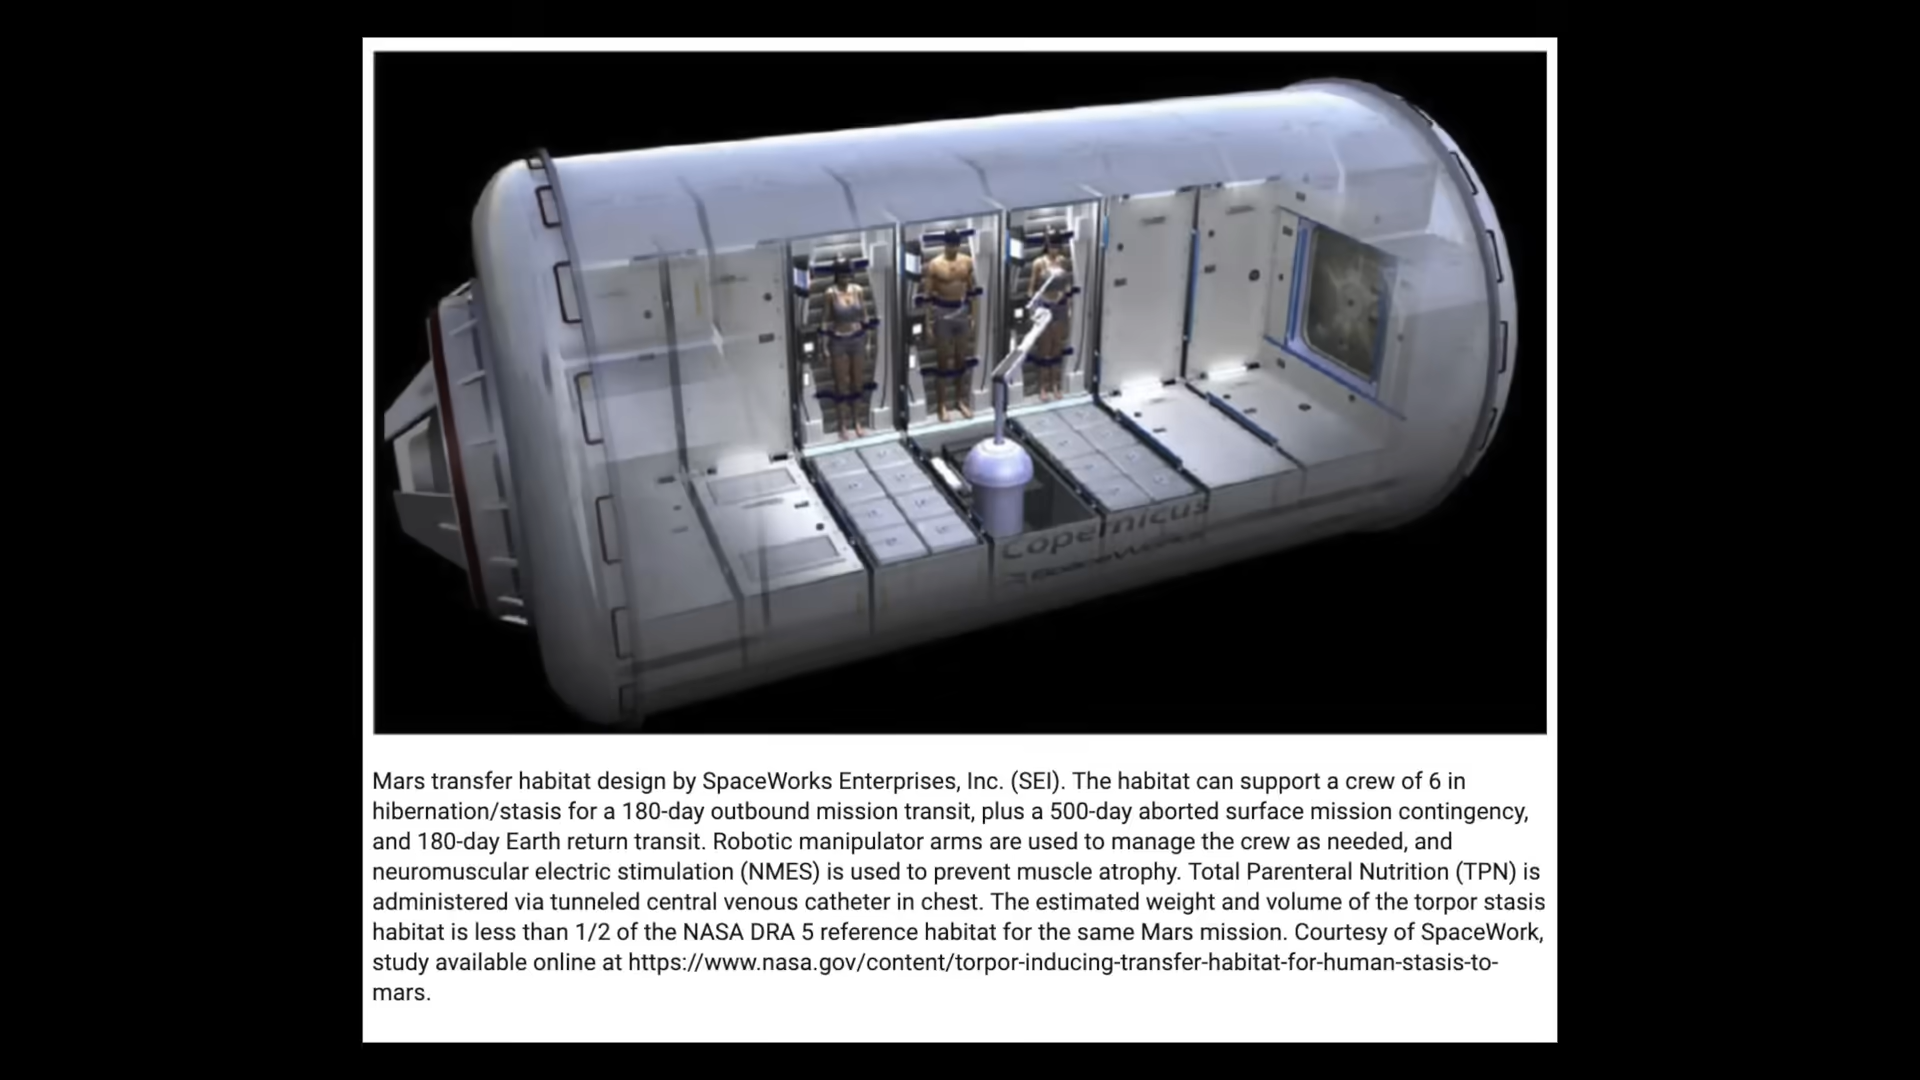 Copernicus
SpaceWorks
Mars transfer habitat design by SpaceWorks Enterprises, Inc. (SEI). The habitat can support a crew of 6 in
hibernation/stasis for a 180-day outbound mission transit, plus a 500-day aborted surface mission contingency,
and 180-day Earth return transit. Robotic manipulator arms are used to manage the crew as needed, and
neuromuscular electric stimulation (NMES) is used to prevent muscle atrophy. Total Parenteral Nutrition (TPN) is
administered via tunneled central venous catheter in chest. The estimated weight and volume of the torpor stasis
habitat is less than 1/2 of the NASA DRA 5 reference habitat for the same Mars mission. Courtesy of SpaceWork,
study available online at https://www.nasa.gov/content/torpor-inducing-transfer-habitat-for-human-stasis-to-
mars.